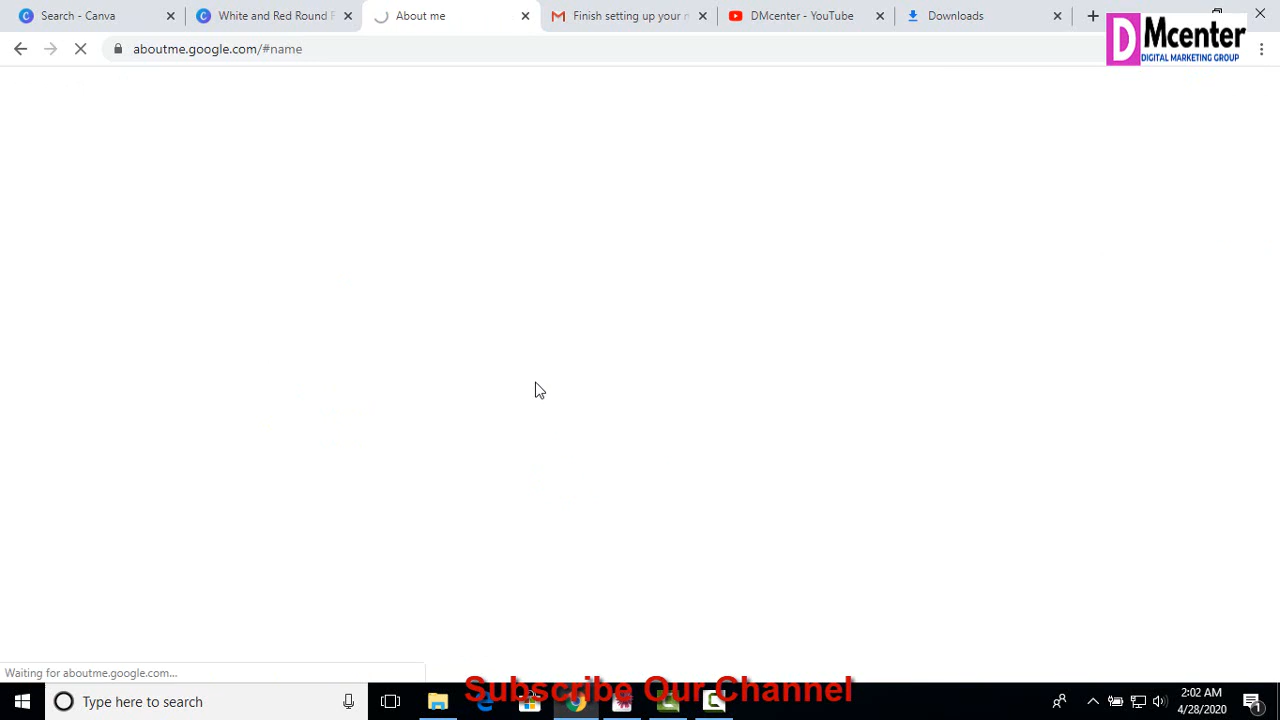 Search - Canva
White and Red Round F
About me
Finish setting up your n
DMcenter - YouTube
Downloads
aboutme.google.com/#name
DMcenter
DIGITAL MARKETING GROUP
Waiting for aboutme.google.com...
Subscribe Our Channel
Type here to search
2:02 AM
4/28/2020
1